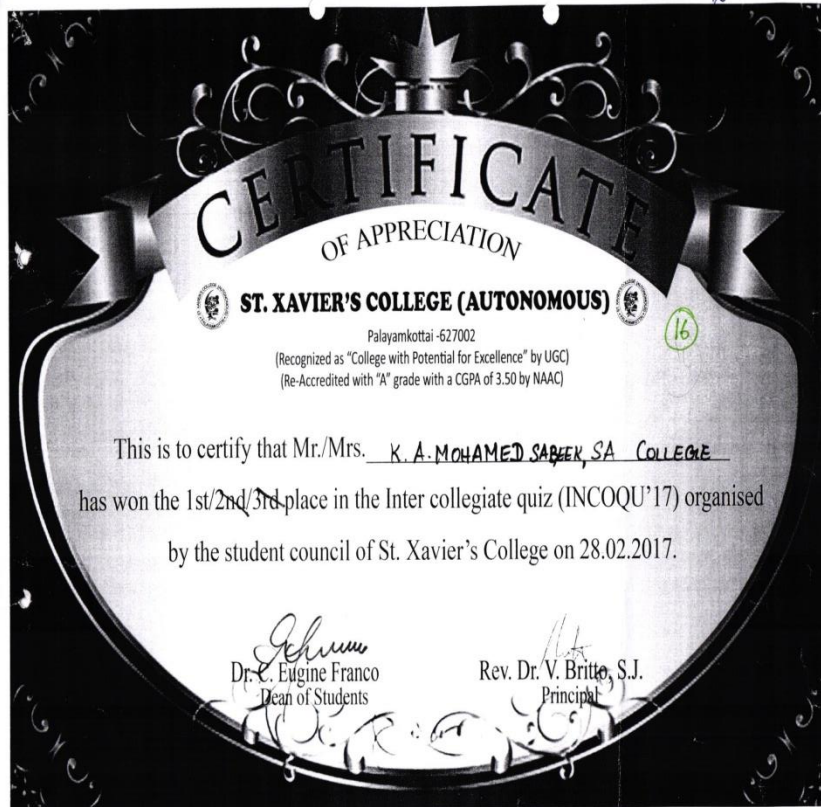 CERTIFICATE
OF APPRECIATION
ST. XAVIER'S COLLEGE (AUTONOMOUS)
16
Palayamkottai -627002
(Recognized as "College with Potential for Excellence" by UGC)
(Re-Accredited with "A" grade with a CGPA of 3.50 by NAAC)
This is to certify that Mr./Mrs. K. A. MOHAMED SABEEK, SA COLLEGE
has won the 1st/2nd/3rd place in the Inter collegiate quiz (INCOQU'17) organised
by the student council of St. Xavier's College on 28.02.2017.
Dr. C. Eugine Franco
Dean of Students
Rev. Dr. V. Britto, S.J.
Principal